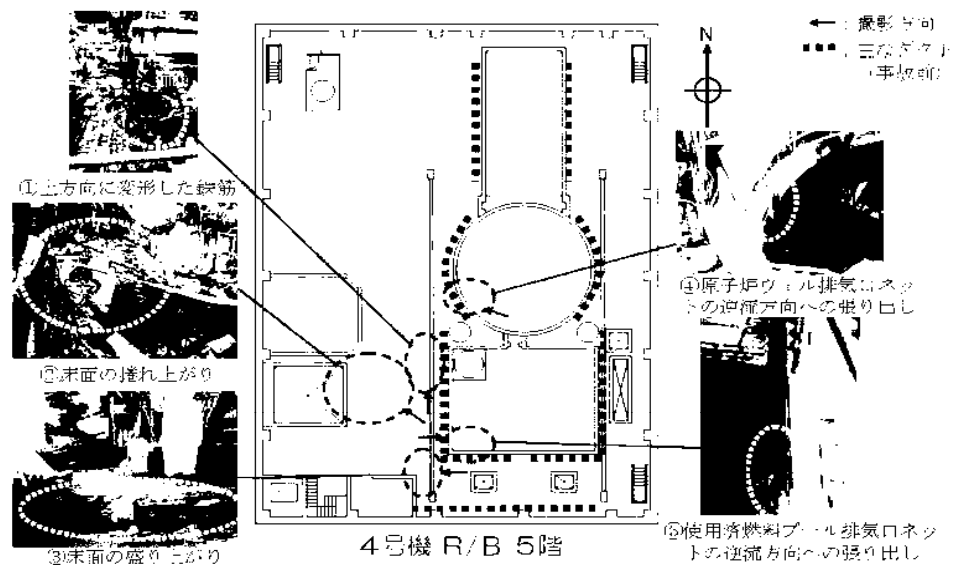 N
← : 撮影方向
: 主なダクト
(事故前)
①上方向に変形した鉄筋
②床面の捲れ上がり
③床面の盛り上がり
④原子炉ウェル排気口ネッ
トの逆流方向への張り出し
⑤使用済燃料プール排気口ネッ
トの逆流方向への張り出し
4号機 R/B 5階